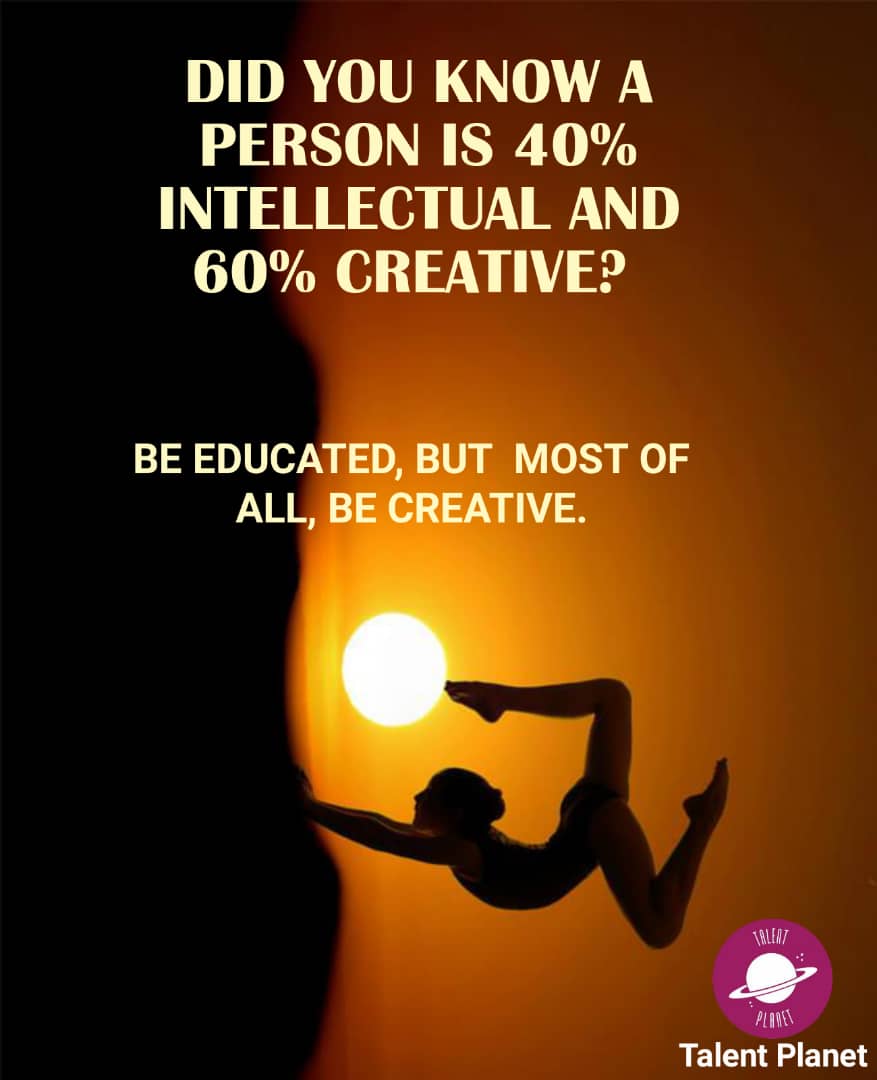 DID YOU KNOW A
PERSON IS 40%
INTELLECTUAL AND
60% CREATIVE?
BE EDUCATED, BUT  MOST OF
ALL, BE CREATIVE.
TALENT
PLANET
Talent Planet